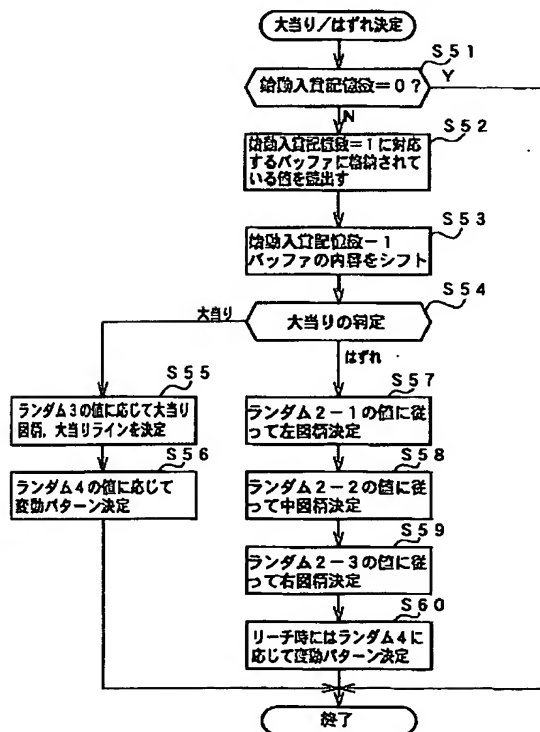 大当り/はずれ決定
S51
始動入賞記憶数=0?
Y
N
S52
始動入賞記憶数=1に対応
するバッファに格納されて
いる値を読出す
S53
始動入賞記憶数-1
バッファの内容をシフト
S54
大当りの判定
大当り
はずれ
S55
ランダム3の値に応じて大当り
図柄,大当りラインを決定
S56
ランダム4の値に応じて
変動パターン決定
S57
ランダム2-1の値に従
って左図柄決定
S58
ランダム2-2の値に従
って中図柄決定
S59
ランダム2-3の値に従
って右図柄決定
S60
リーチ時にはランダム4に
応じて変動パターン決定
終了